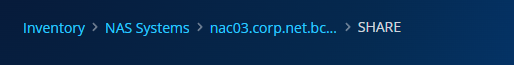 Inventory > NAS Systems > nac03.corp.net.bc... > SHARE